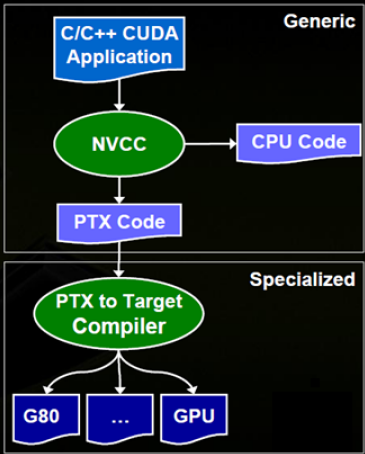 Generic
C/C++ CUDA
Application
NVCC
CPU Code
PTX Code
Specialized
PTX to Target
Compiler
G80
...
GPU